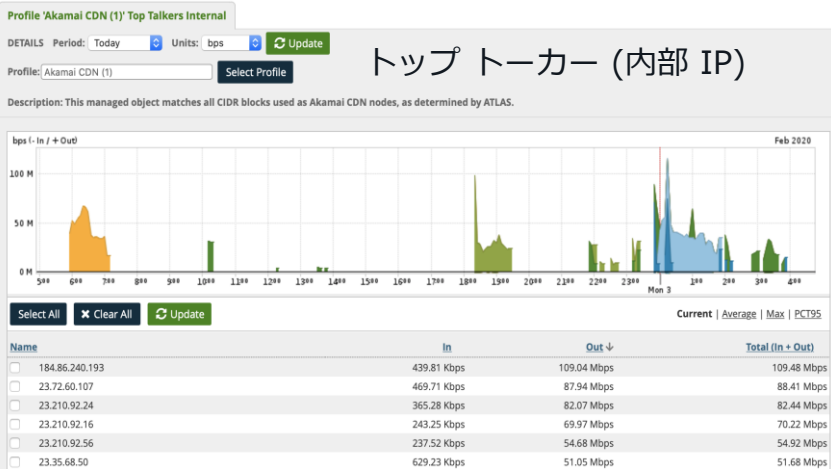 Profile 'Akamai CDN (1)' Top Talkers Internal
DETAILS Period: Today Units: bps Update
トップ トーカー (内部 IP)
Profile: Akamai CDN (1) Select Profile
Description: This managed object matches all CIDR blocks used as Akamai CDN nodes, as determined by ATLAS.
bps (- In / + Out) Feb 2020
100 M
50 M
0 M
5:00 6:00 7:00 8:00 9:00 10:00 11:00 12:00 13:00 14:00 15:00 16:00 17:00 18:00 19:00 20:00 21:00 22:00 23:00 1:00 2:00 3:00 4:00
Mon 3
Select All Clear All Update Current | Average | Max | PCT95
Name In Out Total (In + Out)
184.86.240.193 439.81 Kbps 109.04 Mbps 109.48 Mbps
23.72.60.107 469.71 Kbps 87.94 Mbps 88.41 Mbps
23.210.92.24 365.28 Kbps 82.07 Mbps 82.44 Mbps
23.210.92.16 243.25 Kbps 69.97 Mbps 70.22 Mbps
23.210.92.56 237.52 Kbps 54.68 Mbps 54.92 Mbps
23.35.68.50 629.23 Kbps 51.05 Mbps 51.68 Mbps